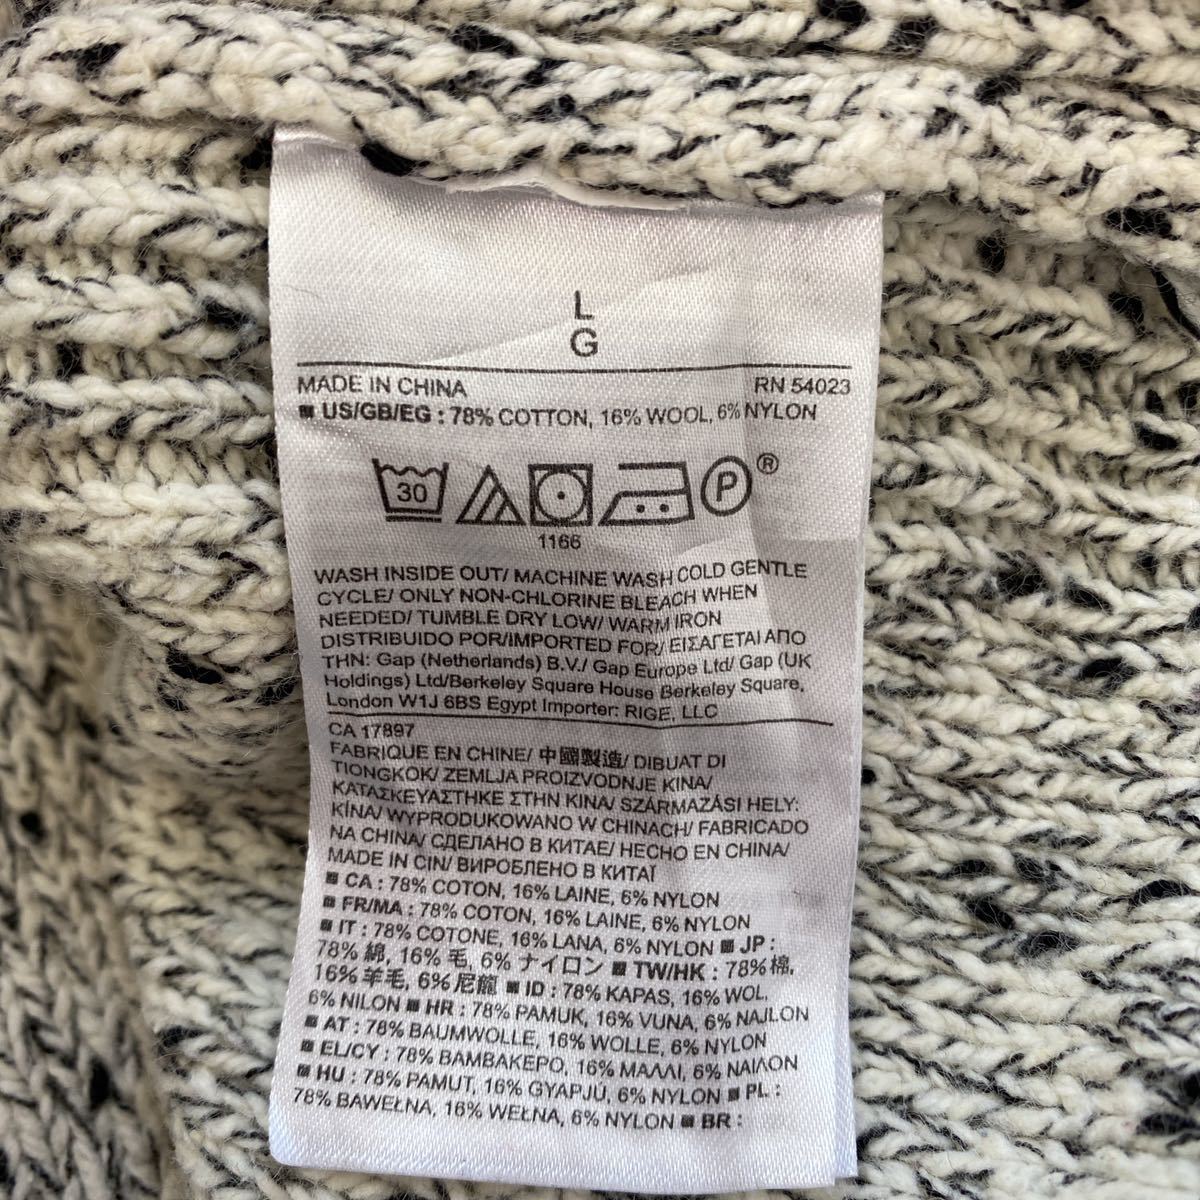 L
G
MADE IN CHINA RN 54023
■ US/GB/EG : 78% COTTON, 16% WOOL, 6% NYLON
30 P ®
1166
WASH INSIDE OUT/ MACHINE WASH COLD GENTLE
CYCLE/ ONLY NON-CHLORINE BLEACH WHEN
NEEDED/ TUMBLE DRY LOW/ WARM IRON
DISTRIBUIDO POR/IMPORTED FOR/ ΕΙΣΑΓΕΤΑΙ ΑΠΟ
ΤΗΝ: Gap (Netherlands) B.V./ Gap Europe Ltd/ Gap (UK
Holdings) Ltd/Berkeley Square House Berkeley Square,
London W1J 6BS Egypt Importer: RIGE, LLC
CA 17897
FABRIQUE EN CHINE/ 中國製造/ DIBUAT DI
TIONGKOK/ ZEMLJA PROIZVODNJE KINA/
ΚΑΤΑΣΚΕΥΑΣΤΗΚΕ ΣΤΗΝ ΚΙΝΑ/ SZÁRMAZÁSI HELY:
KÍNA/ WYPRODUKOWANO W CHINACH/ FABRICADO
NA CHINA/ СДЕЛАНО В КИТАЕ/ HECHO EN CHINA/
MADE IN CIN/ ВИРОБЛЕНО В КИТАЇ
■ CA : 78% COTON, 16% LAINE, 6% NYLON
■ FR/MA : 78% COTON, 16% LAINE, 6% NYLON
■ IT : 78% COTONE, 16% LANA, 6% NYLON ■ JP :
78% 綿, 16% 毛, 6% ナイロン ■ TW/HK : 78% 棉,
16% 羊毛, 6% 尼龍 ■ ID : 78% KAPAS, 16% WOL,
6% NILON ■ HR : 78% PAMUK, 16% VUNA, 6% NAJLON
■ AT : 78% BAUMWOLLE, 16% WOLLE, 6% NYLON
■ EL/CY : 78% ΒΑΜΒΑΚΕΡΟ, 16% ΜΑΛΛΙ, 6% ΝΑΙΛΟΝ
■ HU : 78% PAMUT, 16% GYAPJÚ, 6% NYLON ■ PL :
78% BAWEŁNA, 16% WEŁNA, 6% NYLON ■ BR :